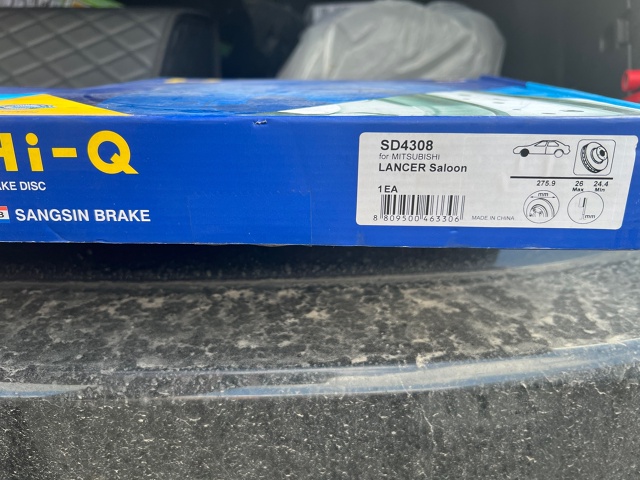 Hi-Q
AKE DISC
SANGSIN BRAKE
SD4308
for MITSUBISHI
LANCER Saloon
1EA
8 809500 463306
MADE IN CHINA
275.9
26 Max
24.4 Min
mm
mm